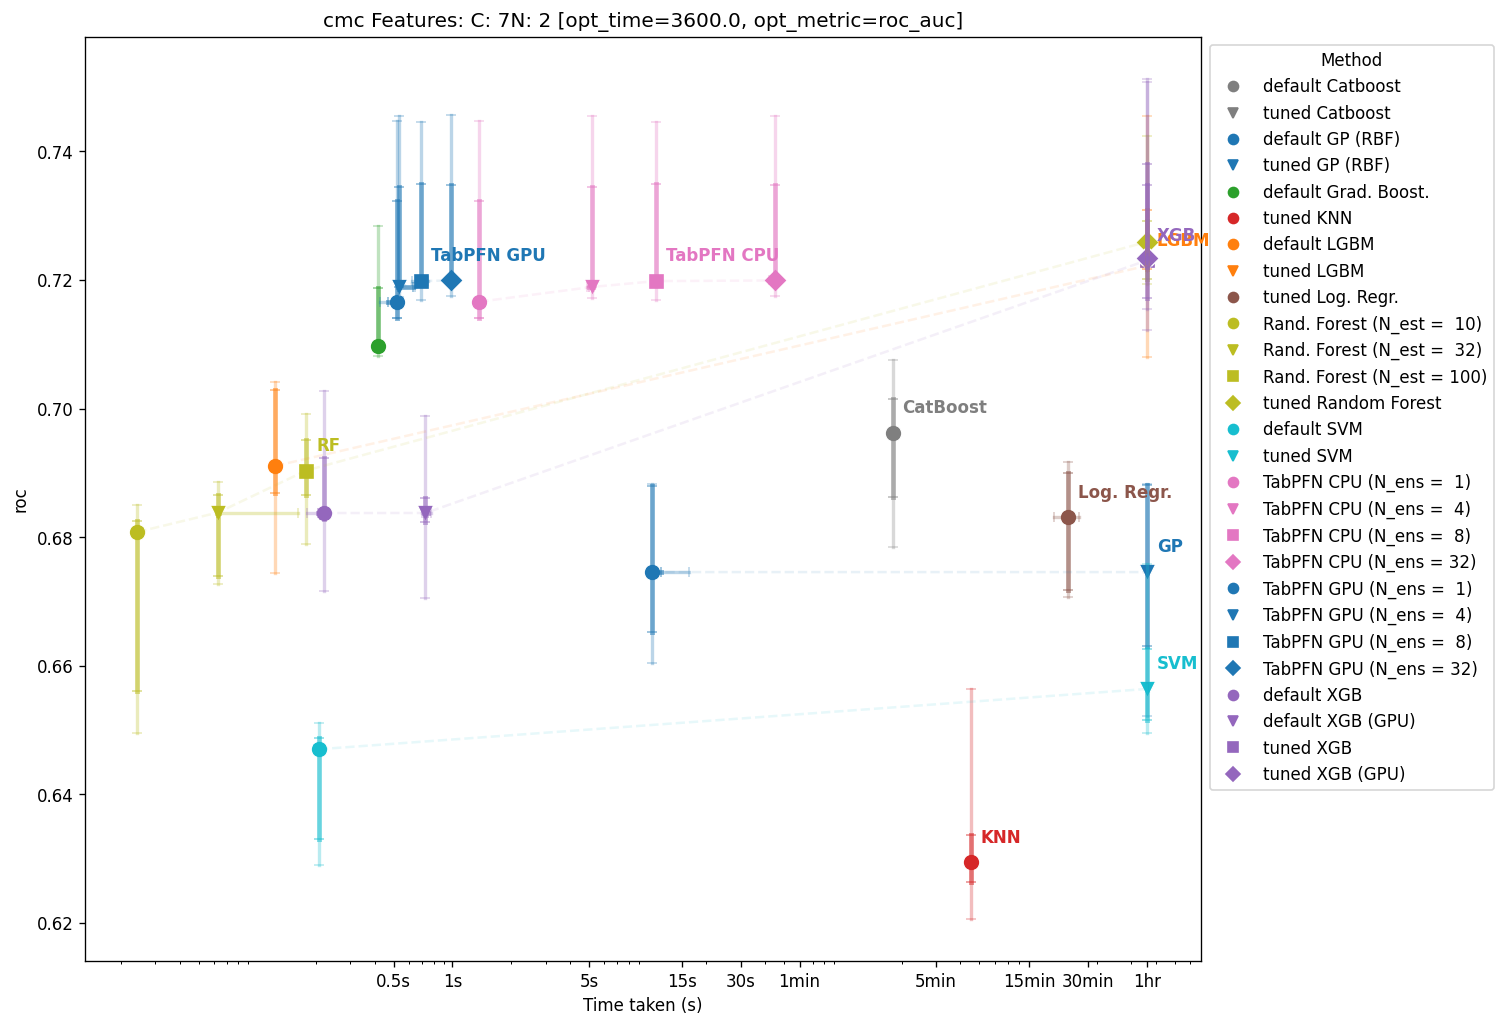 cmc Features: C: 7N: 2 [opt_time=3600.0, opt_metric=roc_auc]
roc
0.74
0.72
0.70
0.68
0.66
0.64
0.62
TabPFN GPU
TabPFN CPU
XGB
LGBM
CatBoost
RF
Log. Regr.
GP
SVM
KNN
0.5s
1s
5s
15s
30s
1min
5min
15min
30min
1hr
Time taken (s)
Method
default Catboost
tuned Catboost
default GP (RBF)
tuned GP (RBF)
default Grad. Boost.
tuned KNN
default LGBM
tuned LGBM
tuned Log. Regr.
Rand. Forest (N_est =  10)
Rand. Forest (N_est =  32)
Rand. Forest (N_est = 100)
tuned Random Forest
default SVM
tuned SVM
TabPFN CPU (N_ens =  1)
TabPFN CPU (N_ens =  4)
TabPFN CPU (N_ens =  8)
TabPFN CPU (N_ens = 32)
TabPFN GPU (N_ens =  1)
TabPFN GPU (N_ens =  4)
TabPFN GPU (N_ens =  8)
TabPFN GPU (N_ens = 32)
default XGB
default XGB (GPU)
tuned XGB
tuned XGB (GPU)